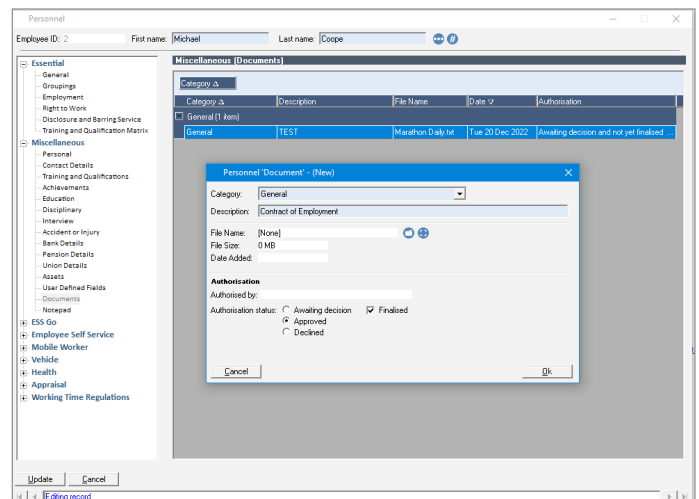 Personnel
Employee ID: 2 First name: Michael Last name: Coope
Essential
General
Groupings
Employment
Right to Work
Disclosure and Barring Service
Training and Qualification Matrix
Miscellaneous
Personal
Contact Details
Training and Qualifications
Achievements
Education
Disciplinary
Interview
Accident or Injury
Bank Details
Pension Details
Union Details
Assets
User Defined Fields
Documents
Notepad
ESS Go
Employee Self Service
Mobile Worker
Vehicle
Health
Appraisal
Working Time Regulations
Miscellaneous (Documents)
Category
Category Description File Name Date Authorisation
General (1 item)
General TEST Marathon Daily.txt Tue 20 Dec 2022 Awaiting decision and not yet finalised ...
Personnel 'Document' - (New)
Category: General
Description: Contract of Employment
File Name: [None]
File Size: 0 MB
Date Added:
Authorisation
Authorised by:
Authorisation status: Awaiting decision Finalised
Approved
Declined
Cancel Ok
Update Cancel
Editing record